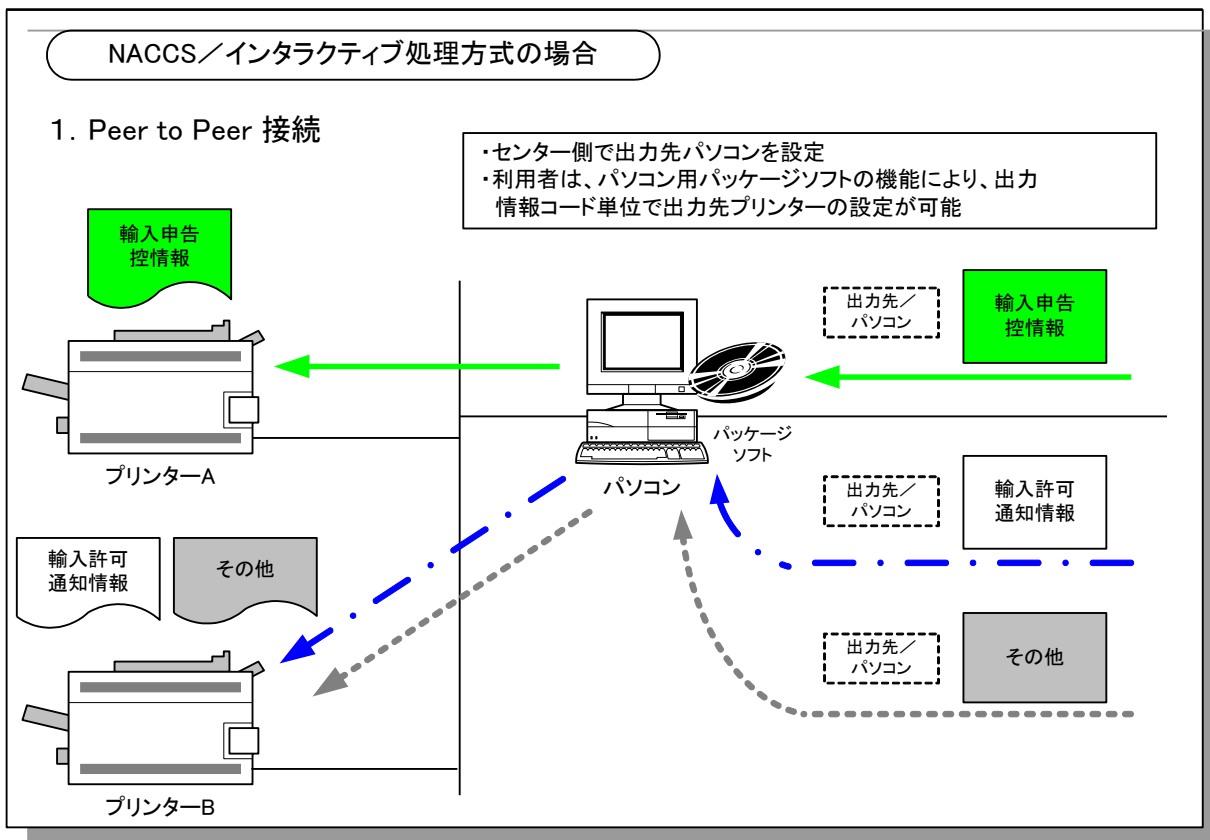 NACCS／インタラクティブ処理方式の場合
１．Peer to Peer 接続
・センター側で出力先パソコンを設定
・利用者は、パソコン用パッケージソフトの機能により、出力
情報コード単位で出力先プリンターの設定が可能
輸入申告
控情報
プリンターA
出力先／
パソコン
輸入申告
控情報
パッケージ
ソフト
パソコン
出力先／
パソコン
輸入許可
通知情報
輸入許可
通知情報
その他
プリンターB
出力先／
パソコン
その他